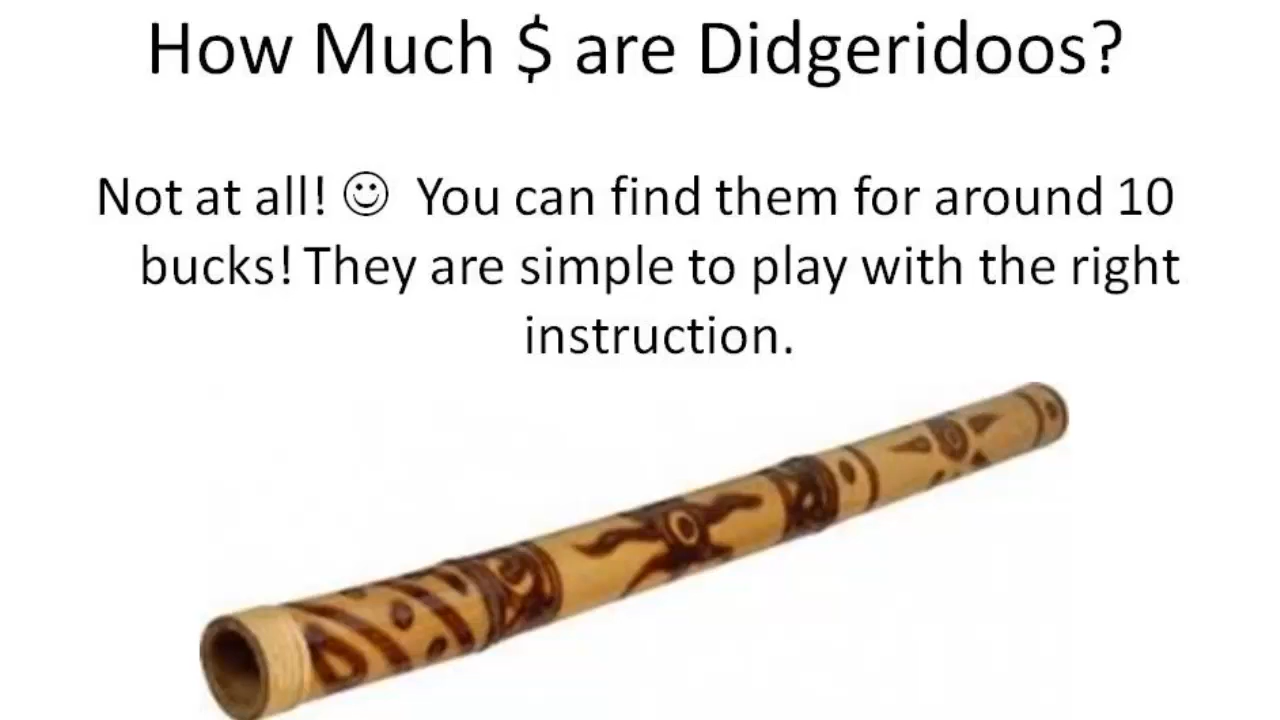 How Much $ are Didgeridoos?
Not at all! ☺ You can find them for around 10
bucks! They are simple to play with the right
instruction.